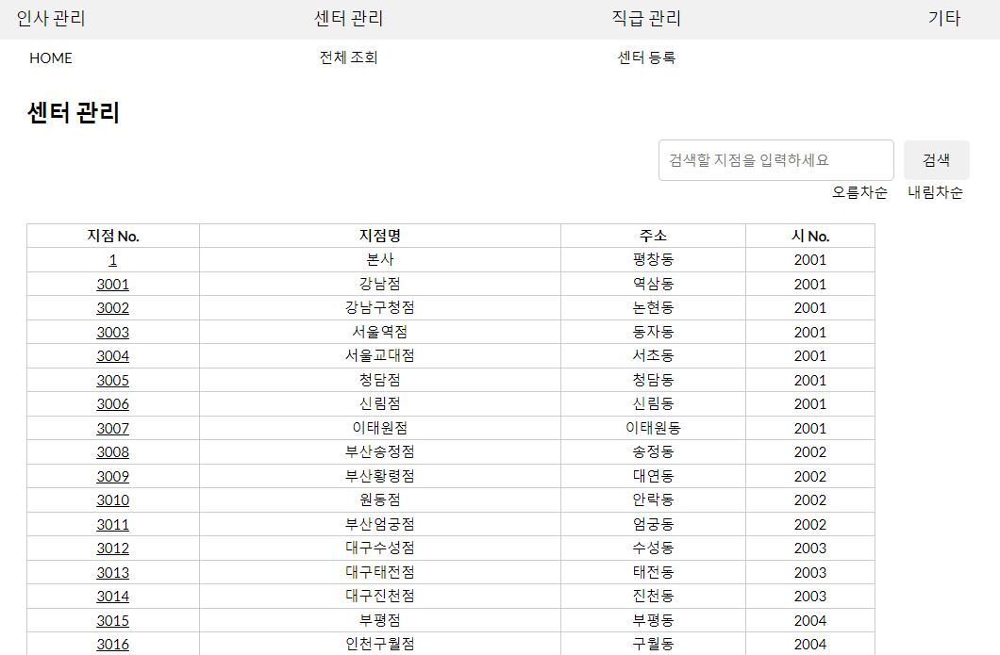 인사 관리 센터 관리 직급 관리 기타
HOME 전체 조회 센터 등록
센터 관리
검색할 지점을 입력하세요 검색
오름차순 내림차순
지점 No. 지점명 주소 시 No.
1 본사 평창동 2001
3001 강남점 역삼동 2001
3002 강남구청점 논현동 2001
3003 서울역점 동자동 2001
3004 서울교대점 서초동 2001
3005 청담점 청담동 2001
3006 신림점 신림동 2001
3007 이태원점 이태원동 2001
3008 부산송정점 송정동 2002
3009 부산황령점 대연동 2002
3010 원동점 안락동 2002
3011 부산엄궁점 엄궁동 2002
3012 대구수성점 수성동 2003
3013 대구태전점 태전동 2003
3014 대구진천점 진천동 2003
3015 부평점 부평동 2004
3016 인천구월점 구월동 2004